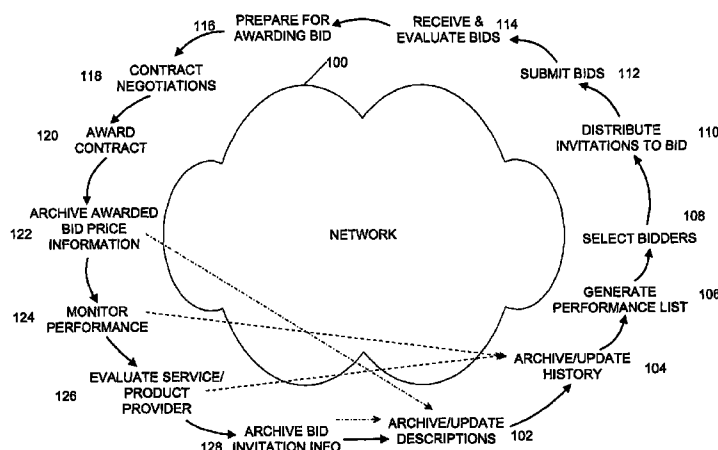 116
PREPARE FOR
AWARDING BID
RECEIVE &
EVALUATE BIDS
114
118
CONTRACT
NEGOTIATIONS
100
SUBMIT BIDS
112
120
AWARD
CONTRACT
DISTRIBUTE
INVITATIONS TO BID
110
ARCHIVE AWARDED
BID PRICE
INFORMATION
122
NETWORK
SELECT BIDDERS
108
124
MONITOR
PERFORMANCE
GENERATE
PERFORMANCE LIST
106
126
EVALUATE SERVICE/
PRODUCT
PROVIDER
ARCHIVE/UPDATE
HISTORY
104
128
ARCHIVE BID
INVITATION INFO
ARCHIVE/UPDATE
DESCRIPTIONS
102